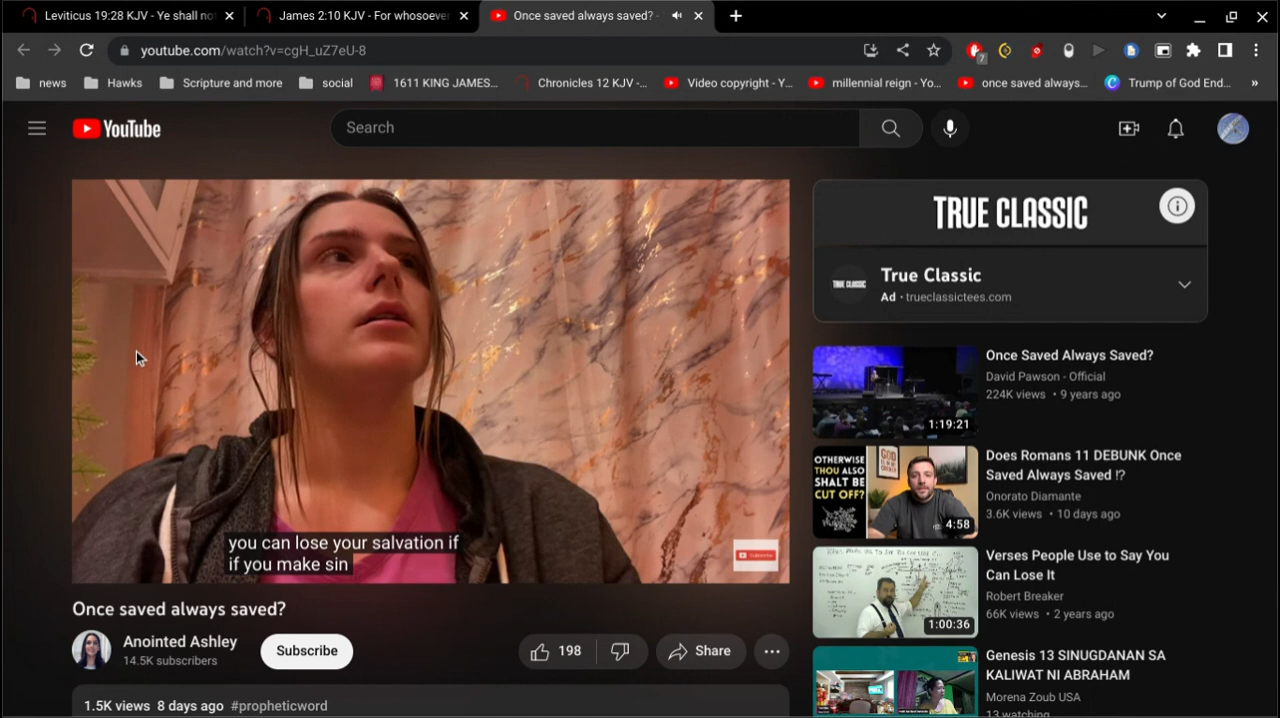 Leviticus 19:28 KJV - Ye shall not
James 2:10 KJV - For whosoever
Once saved always saved? -
youtube.com/watch?v=cgH_uZ7eU-8
7
news
Hawks
Scripture and more
social
1611 KING JAMES...
Chronicles 12 KJV -...
Video copyright - Y...
millennial reign - Yo...
once saved always...
Trump of God End...
»
YouTube
Search
TRUE CLASSIC
TRUE CLASSIC
True Classic
Ad · trueclassictees.com
you can lose your salvation if
if you make sin
Subscribe
Once saved always saved?
Anointed Ashley
14.5K subscribers
Subscribe
198
Share
1.5K views 8 days ago #propheticword
1:19:21
Once Saved Always Saved?
David Pawson - Official
224K views • 9 years ago
OTHERWISE
THOU ALSO
SHALT BE
CUT OFF?
GOD
4:58
Does Romans 11 DEBUNK Once
Saved Always Saved !?
Onorato Diamante
3.6K views • 10 days ago
1:00:36
Verses People Use to Say You
Can Lose It
Robert Breaker
66K views • 2 years ago
Genesis 13 SINUGDANAN SA
KALIWAT NI ABRAHAM
Morena Zoub USA
13 watching